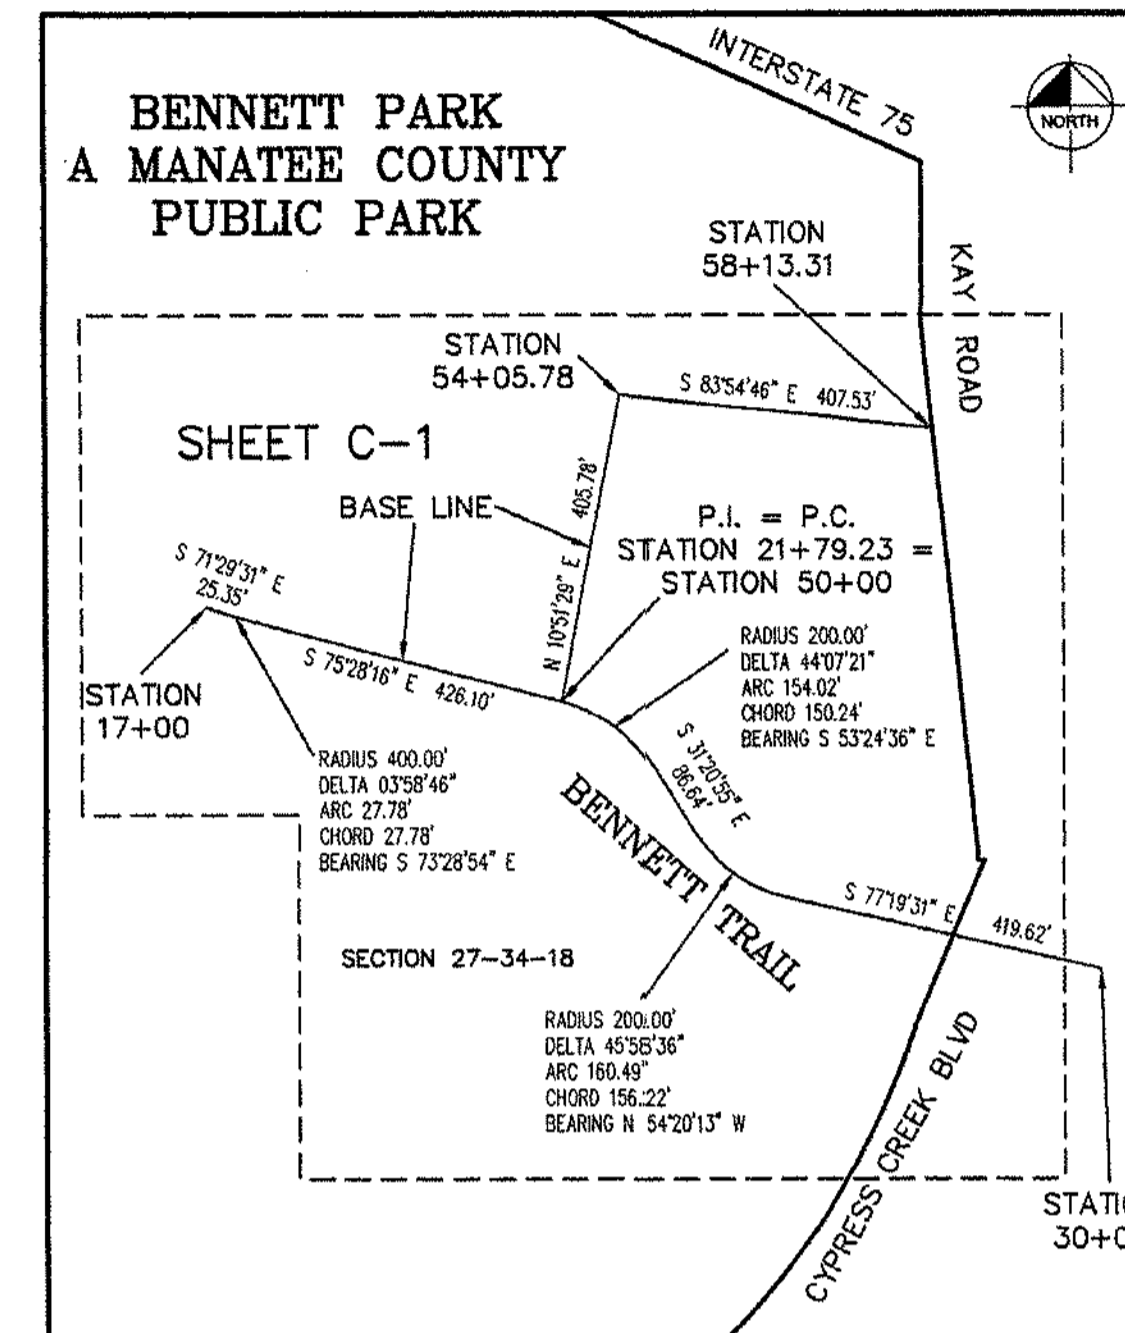 BENNETT PARK
A MANATEE COUNTY
PUBLIC PARK
INTERSTATE 75
NORTH
STATION
58+13.31
KAY ROAD
STATION
54+05.78
S 83°54'46" E 407.53'
SHEET C-1
BASE LINE
405.78'
N 10°51'29" E
P.I. = P.C.
STATION 21+79.23 =
STATION 50+00
S 71°29'31" E
25.35'
S 75°28'16" E 426.10'
STATION
17+00
RADIUS 200.00'
DELTA 44°07'21"
ARC 154.02'
CHORD 150.24'
BEARING S 53°24'36" E
S 31°20'55" E
86.64'
RADIUS 400.00'
DELTA 03°58'46"
ARC 27.78'
CHORD 27.78'
BEARING S 73°28'54" E
BENNETT TRAIL
S 77°19'31" E 419.62'
SECTION 27-34-18
RADIUS 200.00'
DELTA 45°58'36"
ARC 160.49"
CHORD 156.22'
BEARING N 54°20'13" W
CYPRESS CREEK BLVD